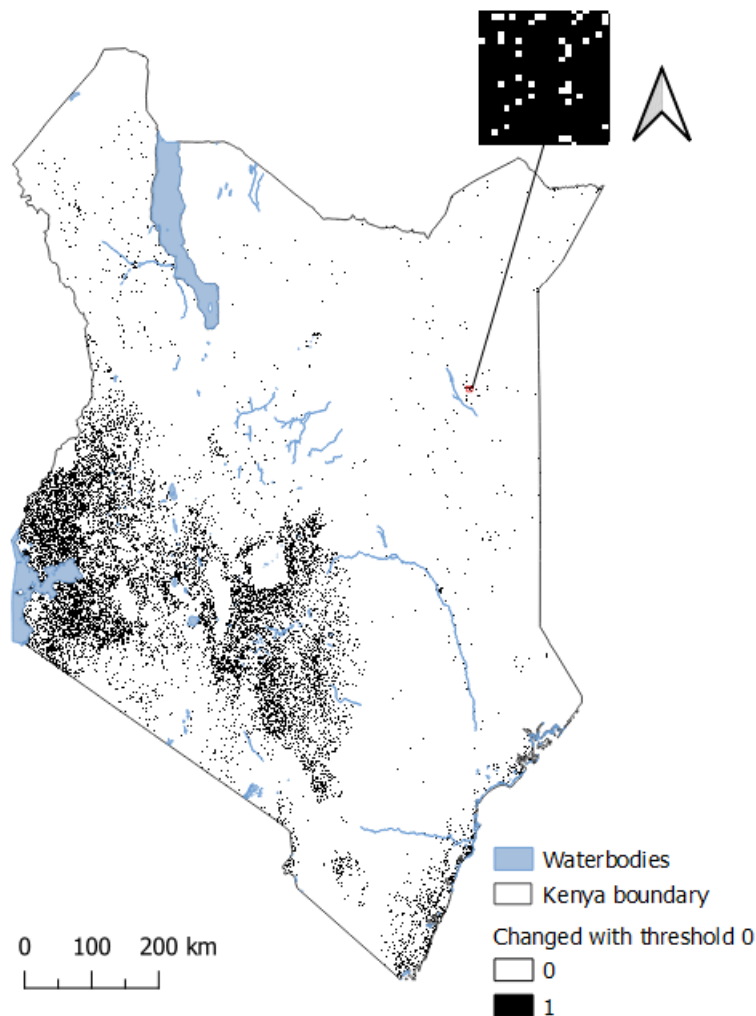 Waterbodies
Kenya boundary
Changed with threshold 0
0
1
0 100 200 km